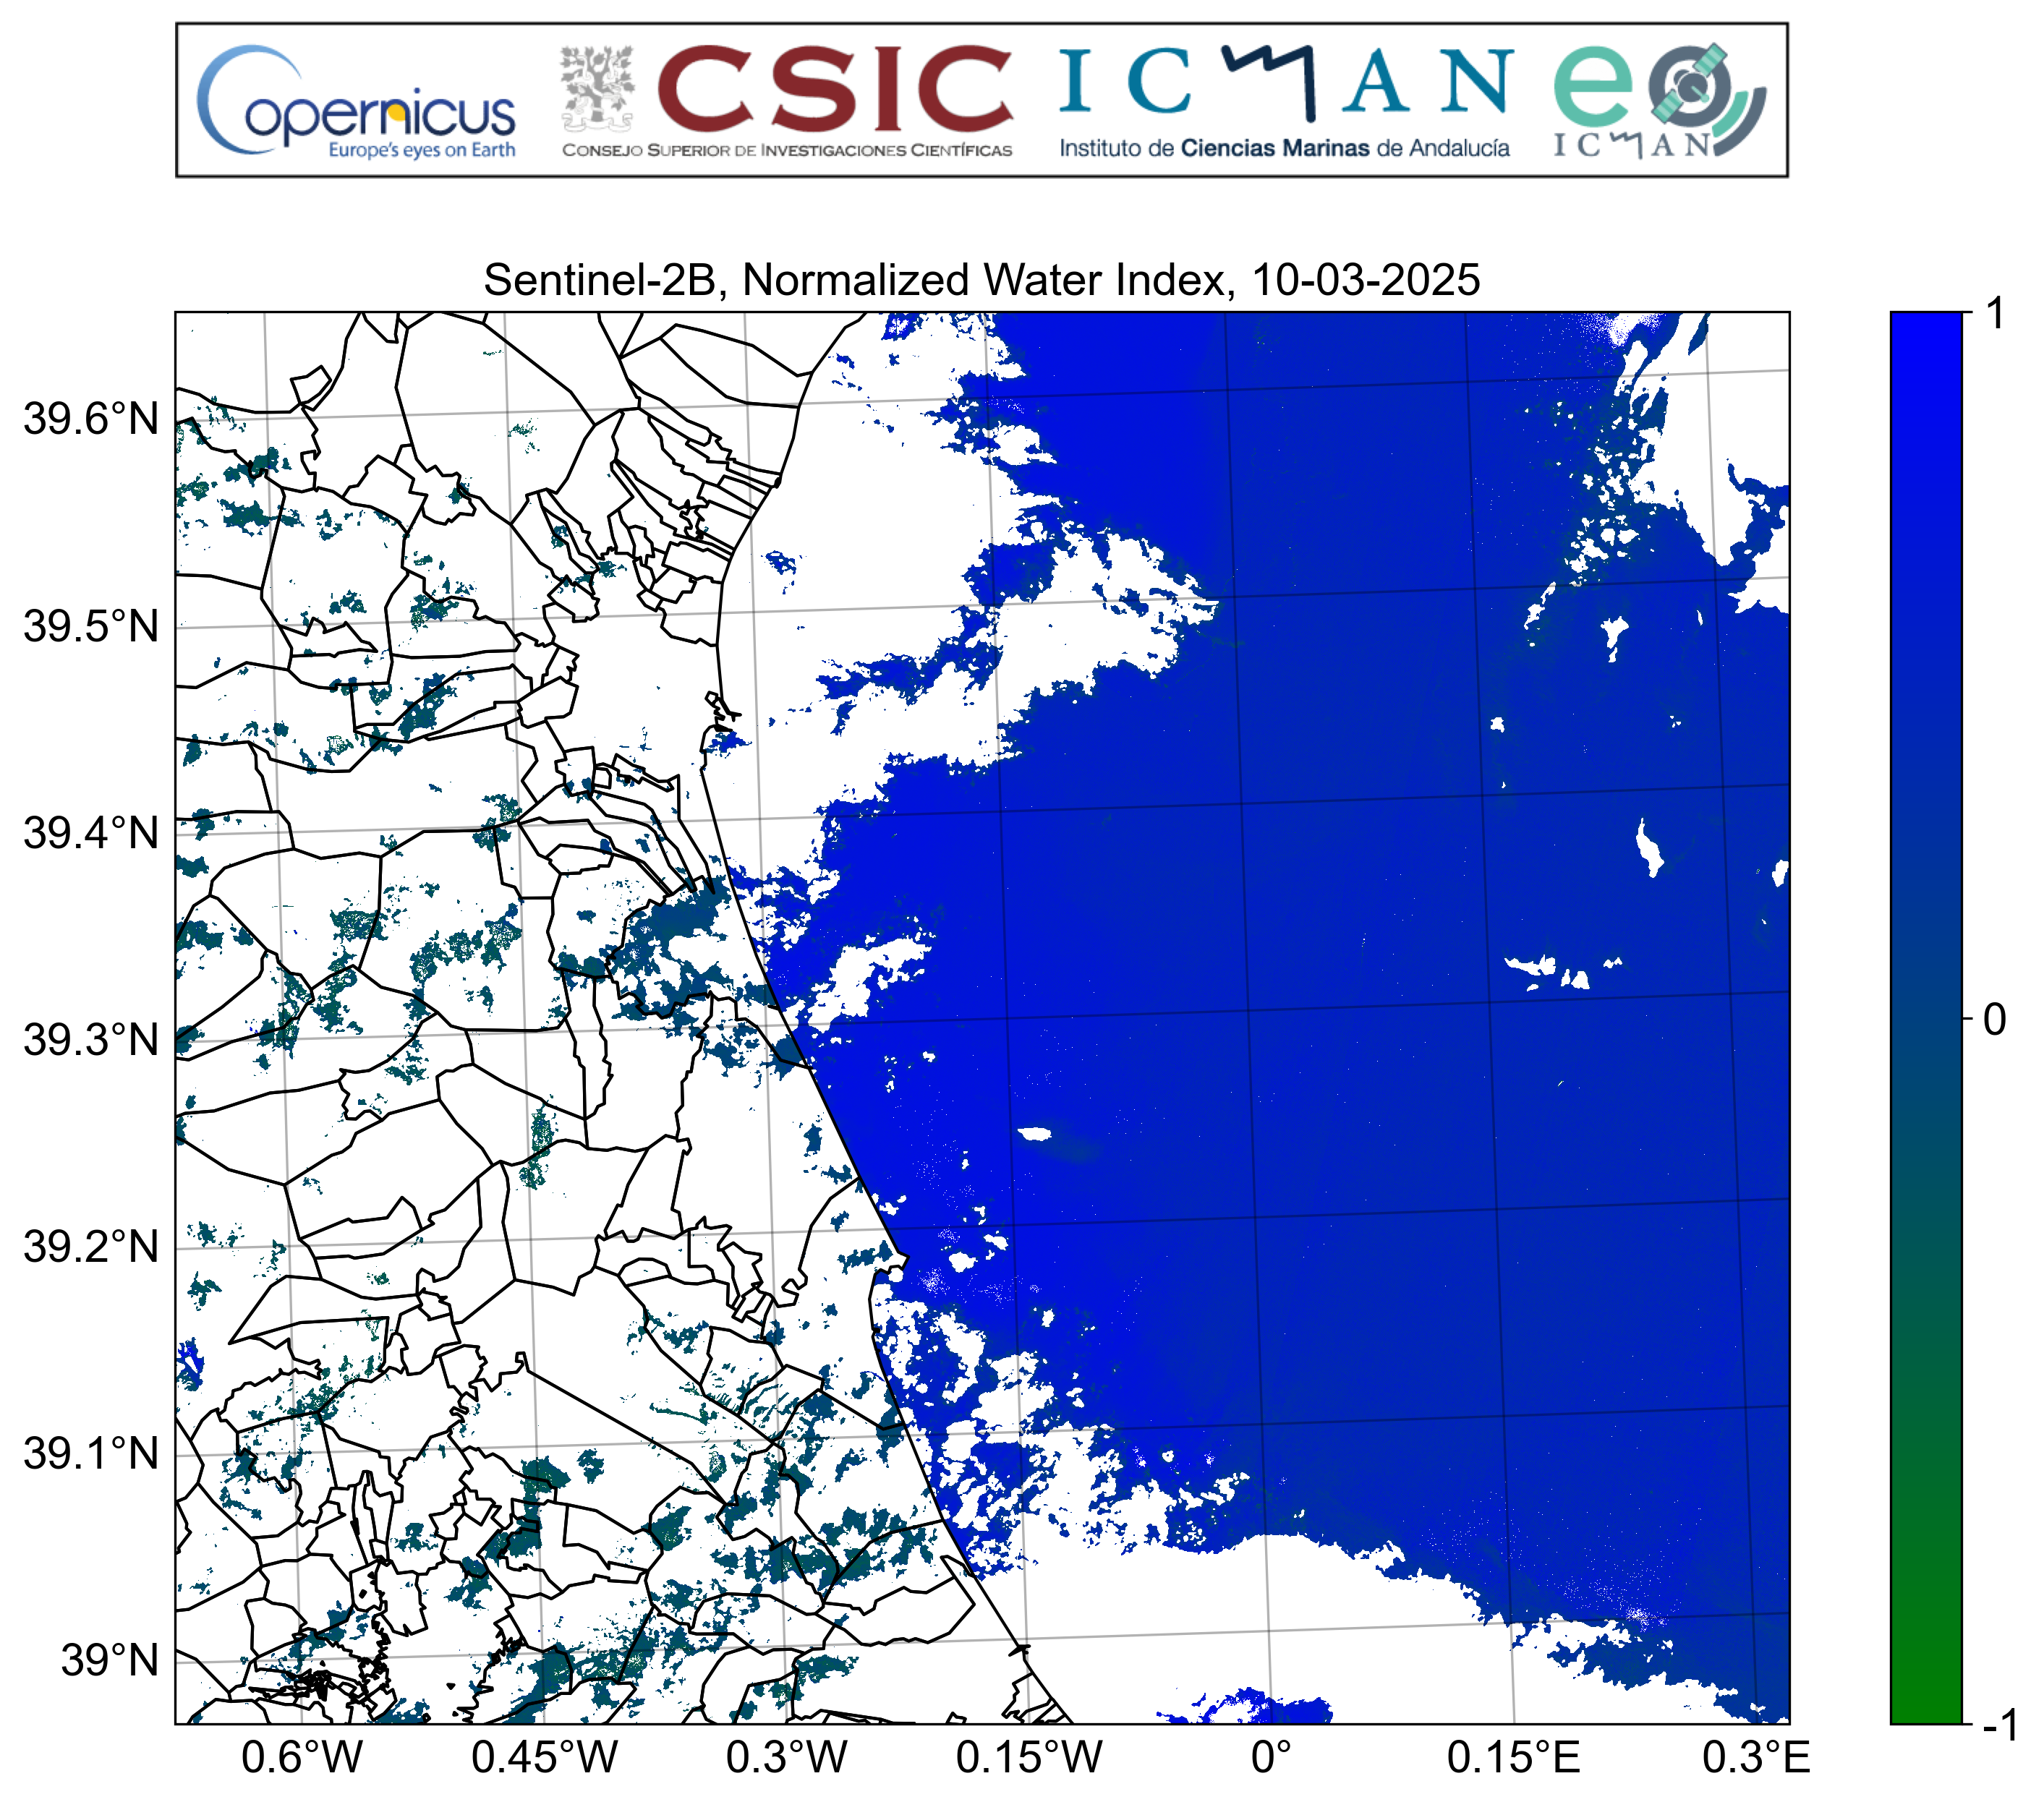 Copernicus
Europe's eyes on Earth
CSIC
CONSEJO SUPERIOR DE INVESTIGACIONES CIENTÍFICAS
ICMAN
Instituto de Ciencias Marinas de Andalucía
eo
ICMAN
Sentinel-2B, Normalized Water Index, 10-03-2025
39.6°N
39.5°N
39.4°N
39.3°N
39.2°N
39.1°N
39°N
0.6°W 0.45°W 0.3°W 0.15°W 0° 0.15°E 0.3°E
1
0
-1